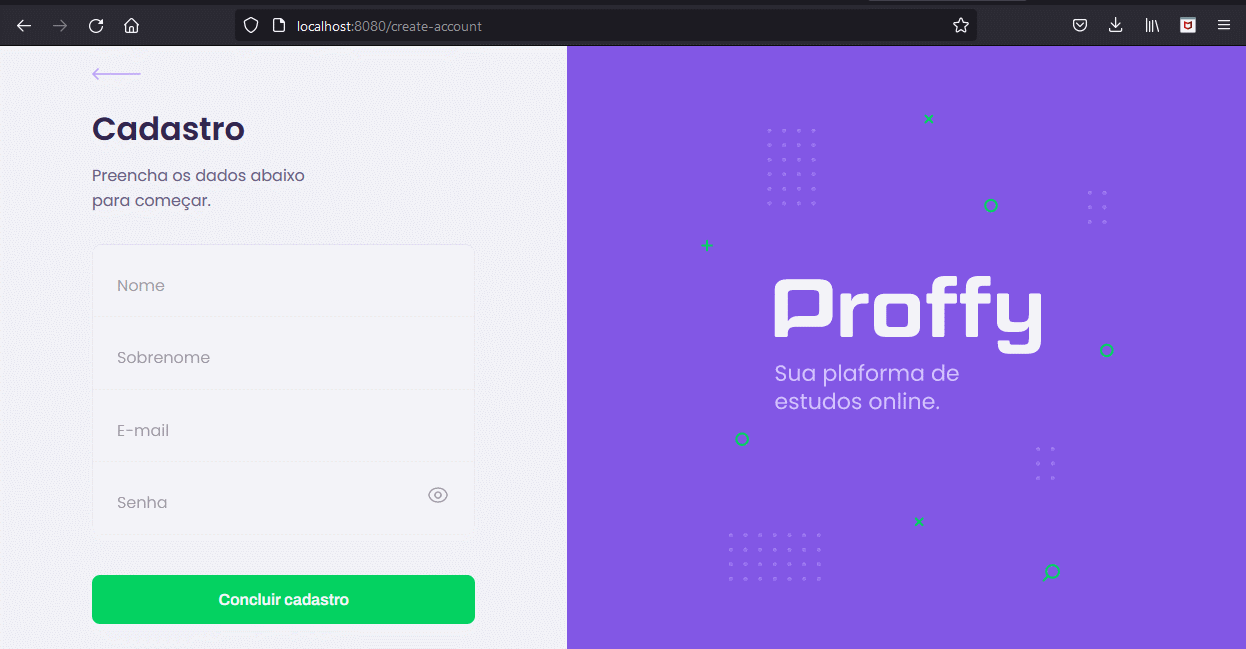 localhost:8080/create-account
Cadastro
Preencha os dados abaixo
para começar.
Nome
Sobrenome
E-mail
Senha
Concluir cadastro
Proffy
Sua plaforma de
estudos online.